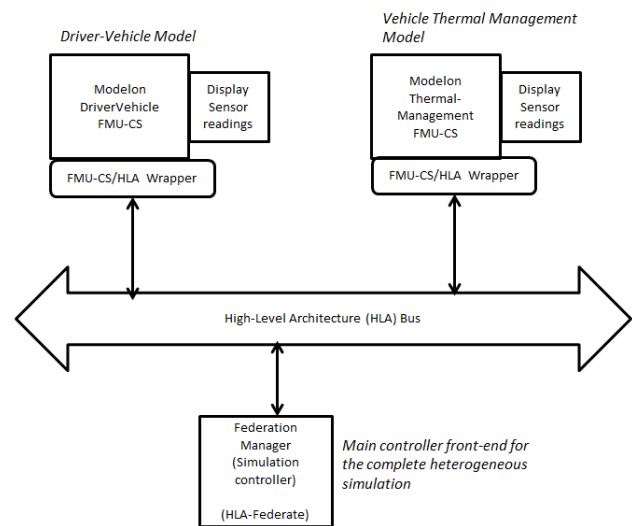 Driver-Vehicle Model
Modelon
DriverVehicle
FMU-CS
Display
Sensor
readings
FMU-CS/HLA Wrapper
Vehicle Thermal Management
Model
Modelon
Thermal-
Management
FMU-CS
Display
Sensor
readings
FMU-CS/HLA Wrapper
High-Level Architecture (HLA) Bus
Federation
Manager
(Simulation
controller)
(HLA-Federate)
Main controller front-end for
the complete heterogeneous
simulation